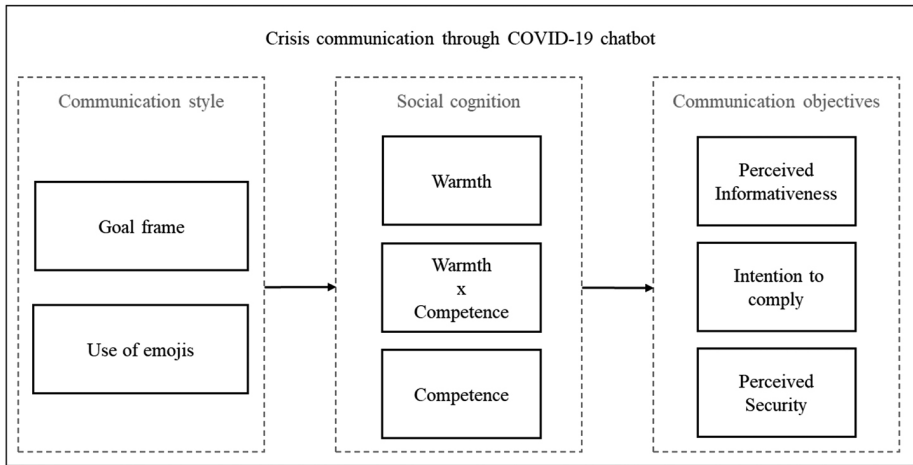 Crisis communication through COVID-19 chatbot
Communication style
Goal frame
Use of emojis
Social cognition
Warmth
Warmth
x
Competence
Competence
Communication objectives
Perceived
Informativeness
Intention to
comply
Perceived
Security